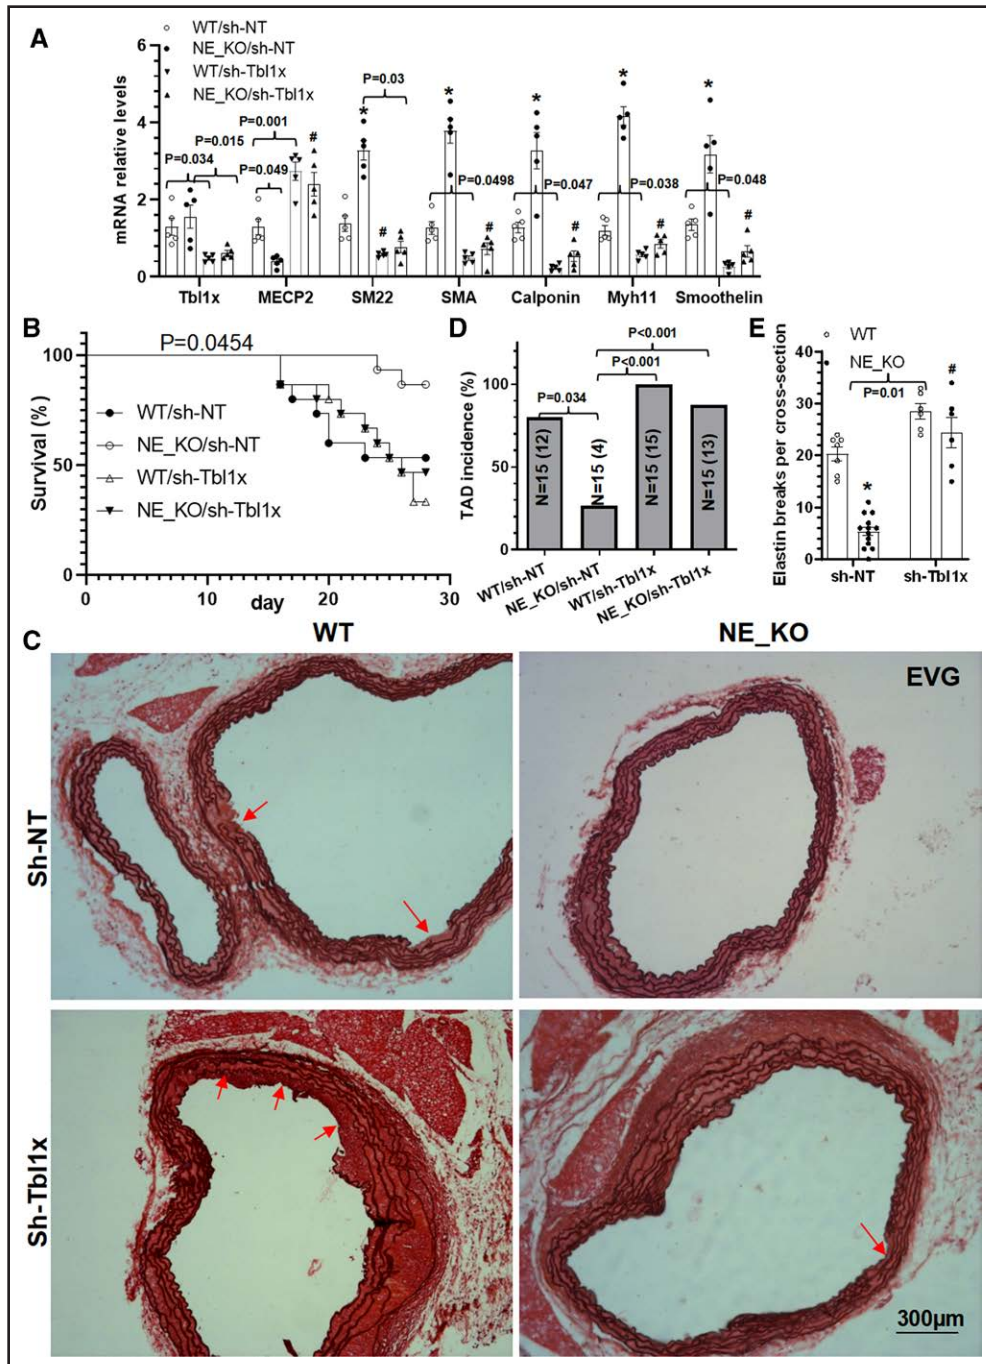 A
WT/sh-NT
NE_KO/sh-NT
WT/sh-Tbl1x
NE_KO/sh-Tbl1x
mRNA relative levels
6
4
2
0
P=0.034
P=0.015
P=0.001
P=0.049
#
P=0.03
*
#
*
P=0.0498
#
*
P=0.047
#
*
P=0.038
#
*
P=0.048
#
Tbl1x MECP2 SM22 SMA Calponin Myh11 Smoothelin
B
P=0.0454
Survival (%)
100
50
0
WT/sh-NT
NE_KO/sh-NT
WT/sh-Tbl1x
NE_KO/sh-Tbl1x
0 10 20 30
day
D
TAD incidence (%)
100
50
0
P<0.001
P<0.001
P=0.034
N=15 (12)
N=15 (4)
N=15 (15)
N=15 (13)
WT/sh-NT
NE_KO/sh-NT
WT/sh-Tbl1x
NE_KO/sh-Tbl1x
E
WT
NE_KO
Elastin breaks per cross-section
40
30
20
10
0
P=0.01
#
*
sh-NT sh-Tbl1x
C
WT NE_KO
EVG
Sh-NT
Sh-Tbl1x
300µm